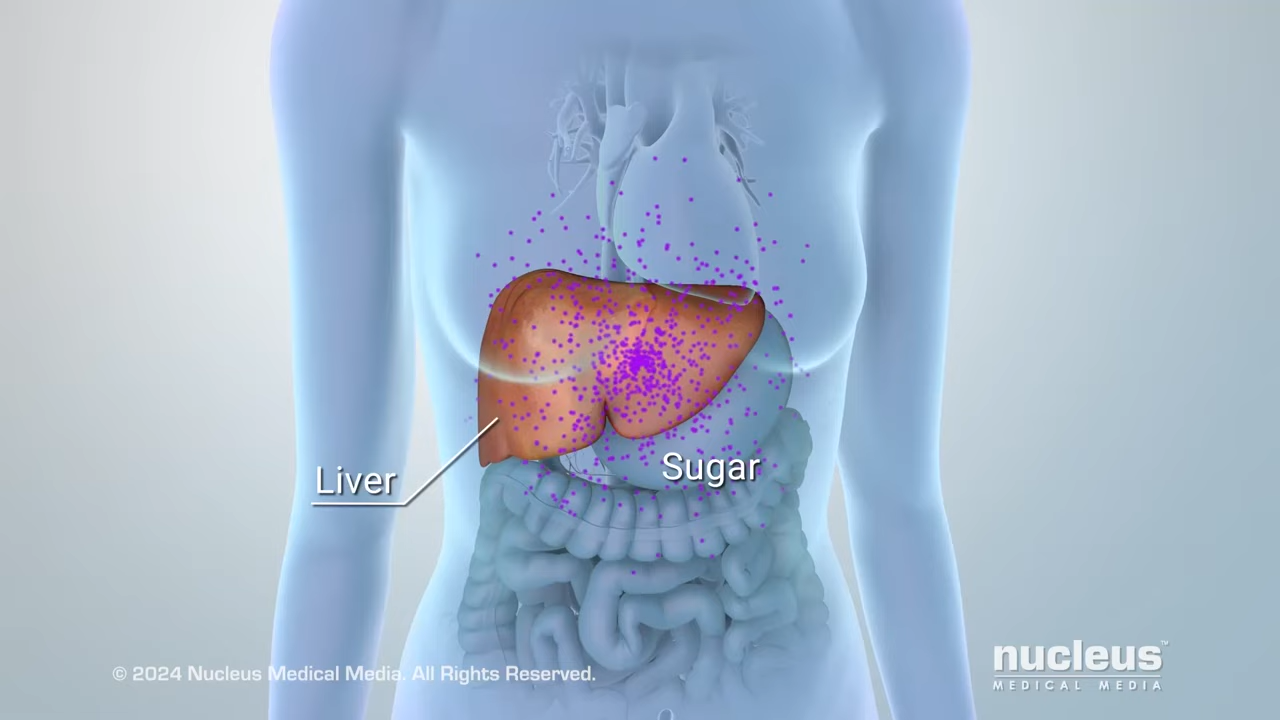 Liver
Sugar
© 2024 Nucleus Medical Media. All Rights Reserved.
nucleus™
MEDICAL MEDIA